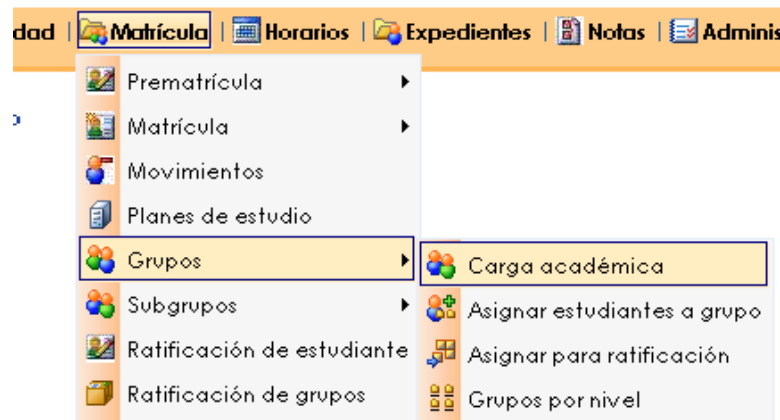 dad | Matrícula | Horarios | Expedientes | Notas | Adminis
Prematrícula
Matrícula
Movimientos
Planes de estudio
Grupos
Carga académica
Subgrupos
Asignar estudiantes a grupo
Ratificación de estudiante
Asignar para ratificación
Ratificación de grupos
Grupos por nivel